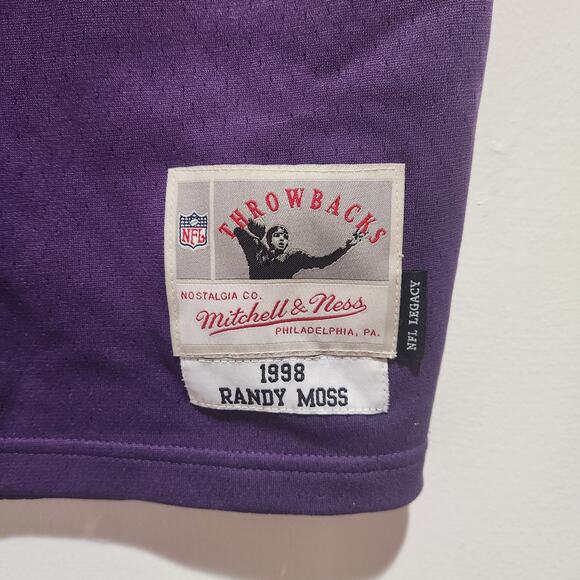 THROWBACKS
NFL
NOSTALGIA CO.
Mitchell & Ness
PHILADELPHIA, PA.
NFL LEGACY
1998
RANDY MOSS